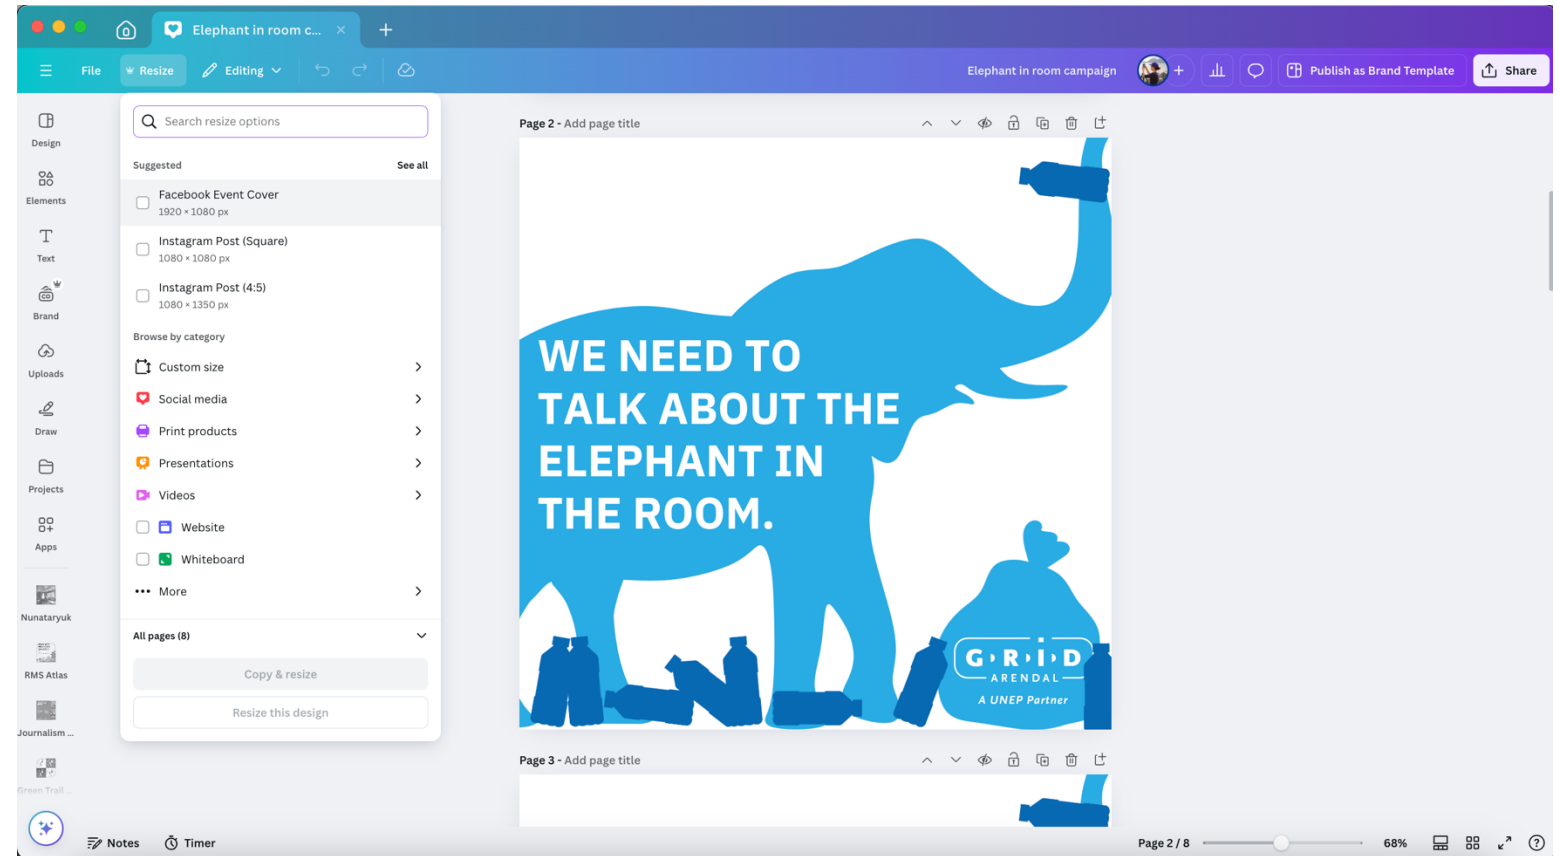 Elephant in room c...
File
Resize
Editing
Elephant in room campaign
Publish as Brand Template
Share
Design
Elements
Text
Brand
Uploads
Draw
Projects
Apps
Nunataryuk
RMS Atlas
Journalism ...
Green Trail ...
Search resize options
Suggested See all
Facebook Event Cover
1920 × 1080 px
Instagram Post (Square)
1080 × 1080 px
Instagram Post (4:5)
1080 × 1350 px
Browse by category
Custom size
Social media
Print products
Presentations
Videos
Website
Whiteboard
More
All pages (8)
Copy & resize
Resize this design
Page 2 - Add page title
WE NEED TO
TALK ABOUT THE
ELEPHANT IN
THE ROOM.
G R i D
ARENDAL
A UNEP Partner
Page 3 - Add page title
Notes
Timer
Page 2 / 8
68%